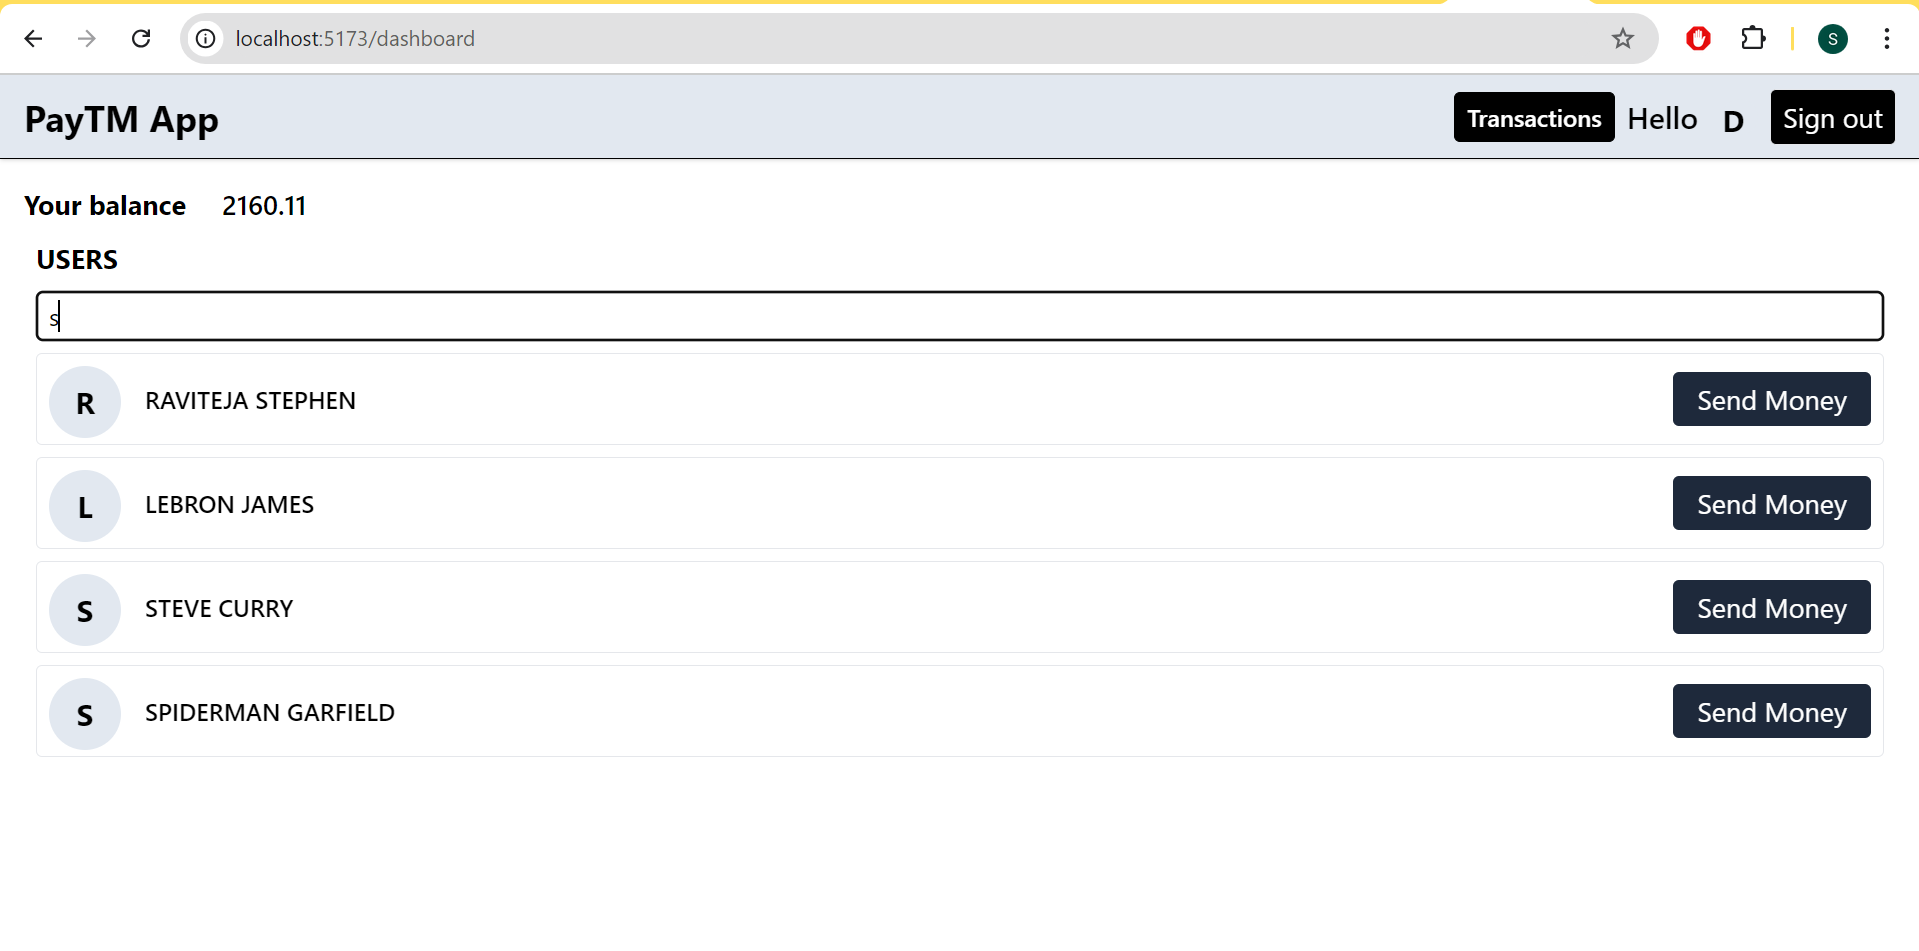 localhost:5173/dashboard
S
PayTM App
Transactions Hello D Sign out
Your balance 2160.11
USERS
s
R RAVITEJA STEPHEN Send Money
L LEBRON JAMES Send Money
S STEVE CURRY Send Money
S SPIDERMAN GARFIELD Send Money